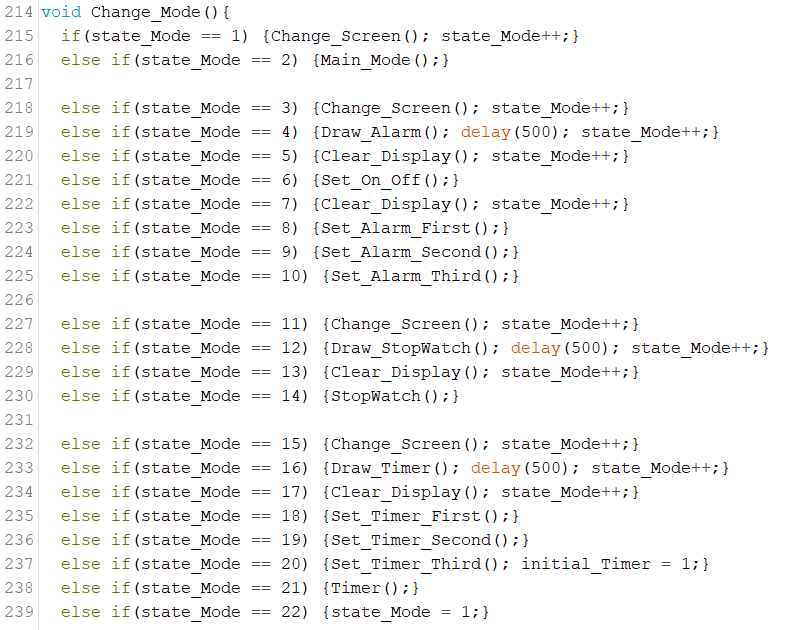 214 void Change_Mode(){
215   if(state_Mode == 1) {Change_Screen(); state_Mode++;}
216   else if(state_Mode == 2) {Main_Mode();}
217
218   else if(state_Mode == 3) {Change_Screen(); state_Mode++;}
219   else if(state_Mode == 4) {Draw_Alarm(); delay(500); state_Mode++;}
220   else if(state_Mode == 5) {Clear_Display(); state_Mode++;}
221   else if(state_Mode == 6) {Set_On_Off();}
222   else if(state_Mode == 7) {Clear_Display(); state_Mode++;}
223   else if(state_Mode == 8) {Set_Alarm_First();}
224   else if(state_Mode == 9) {Set_Alarm_Second();}
225   else if(state_Mode == 10) {Set_Alarm_Third();}
226
227   else if(state_Mode == 11) {Change_Screen(); state_Mode++;}
228   else if(state_Mode == 12) {Draw_StopWatch(); delay(500); state_Mode++;}
229   else if(state_Mode == 13) {Clear_Display(); state_Mode++;}
230   else if(state_Mode == 14) {StopWatch();}
231
232   else if(state_Mode == 15) {Change_Screen(); state_Mode++;}
233   else if(state_Mode == 16) {Draw_Timer(); delay(500); state_Mode++;}
234   else if(state_Mode == 17) {Clear_Display(); state_Mode++;}
235   else if(state_Mode == 18) {Set_Timer_First();}
236   else if(state_Mode == 19) {Set_Timer_Second();}
237   else if(state_Mode == 20) {Set_Timer_Third(); initial_Timer = 1;}
238   else if(state_Mode == 21) {Timer();}
239   else if(state_Mode == 22) {state_Mode = 1;}